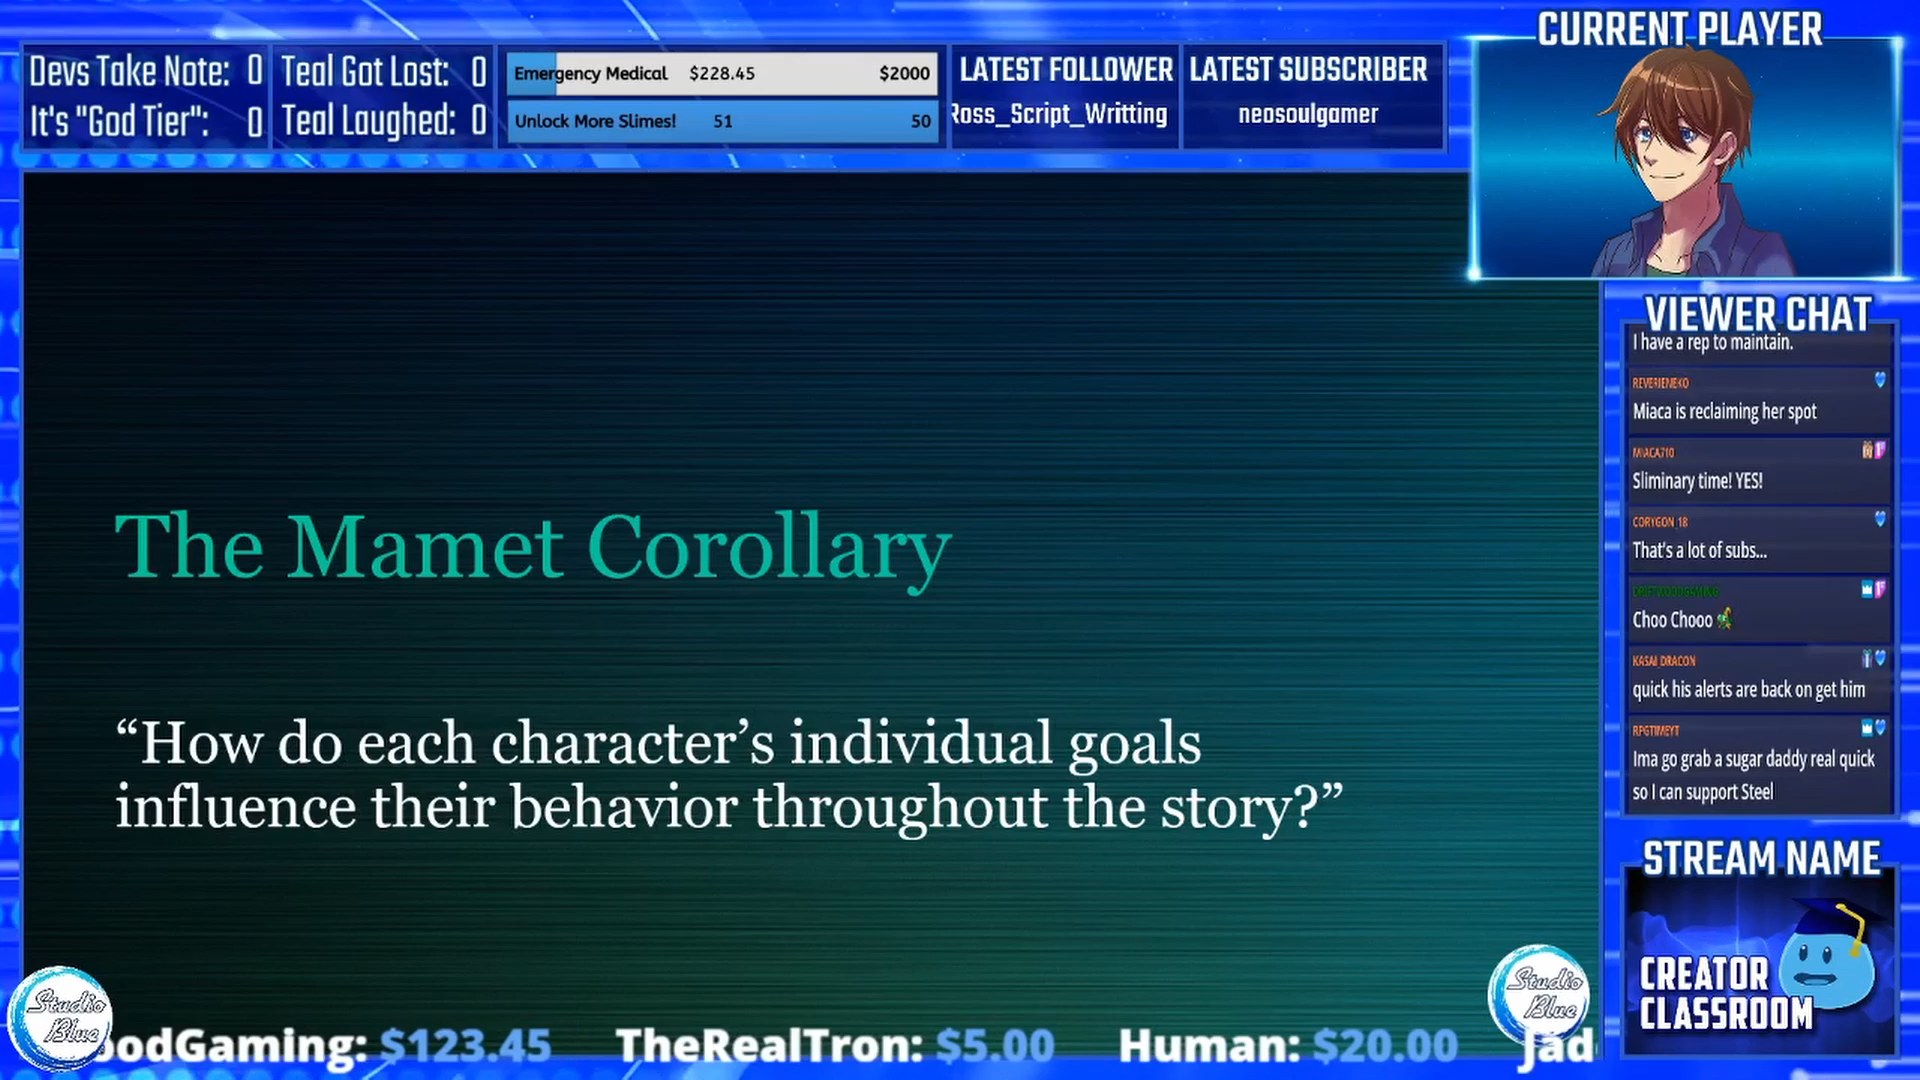 CURRENT PLAYER
Devs Take Note: 0
It's "God Tier": 0
Teal Got Lost: 0
Teal Laughed: 0
Emergency Medical $228.45 $2000
Unlock More Slimes! 51 50
LATEST FOLLOWER
Ross_Script_Writting
LATEST SUBSCRIBER
neosoulgamer
The Mamet Corollary
“How do each character’s individual goals
influence their behavior throughout the story?”
VIEWER CHAT
I have a rep to maintain.
REVERIENEKO
Miaca is reclaiming her spot
MIACA710
Sliminary time! YES!
CORYGON_18
That's a lot of subs...
Choo Chooo
KASAI_DRACON
quick his alerts are back on get him
RPGTIMEYT
Ima go grab a sugar daddy real quick
so I can support Steel
STREAM NAME
CREATOR
CLASSROOM
Studio
Blue
Studio
Blue
oodGaming: $123.45 TheRealTron: $5.00 Human: $20.00 Jad